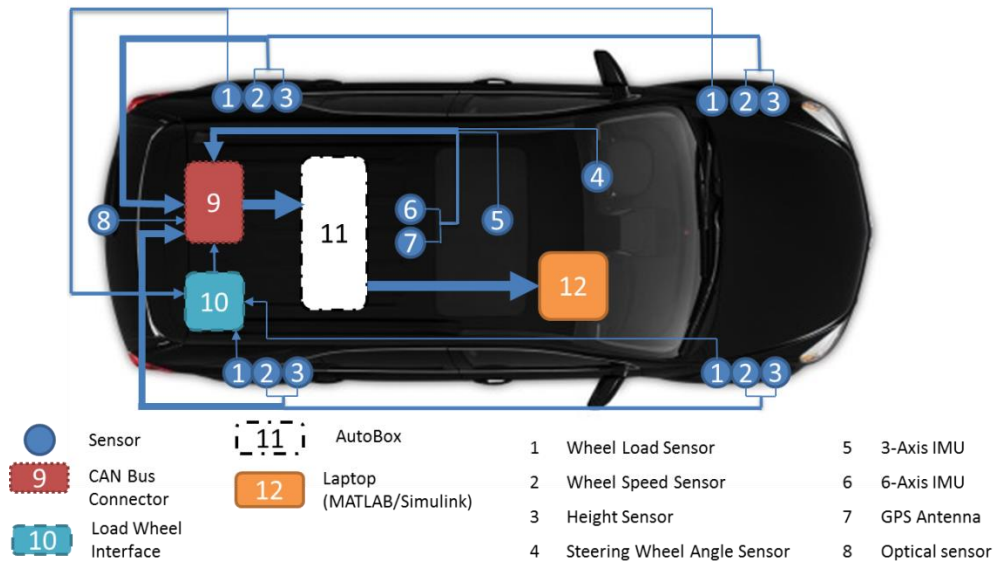 1 2 3 1 2 3
4
9
8
11
6
5
7
12
10
1 2 3 1 2 3
Sensor
9 CAN Bus
Connector
10 Load Wheel
Interface
11 AutoBox
12 Laptop
(MATLAB/Simulink)
1 Wheel Load Sensor
2 Wheel Speed Sensor
3 Height Sensor
4 Steering Wheel Angle Sensor
5 3-Axis IMU
6 6-Axis IMU
7 GPS Antenna
8 Optical sensor